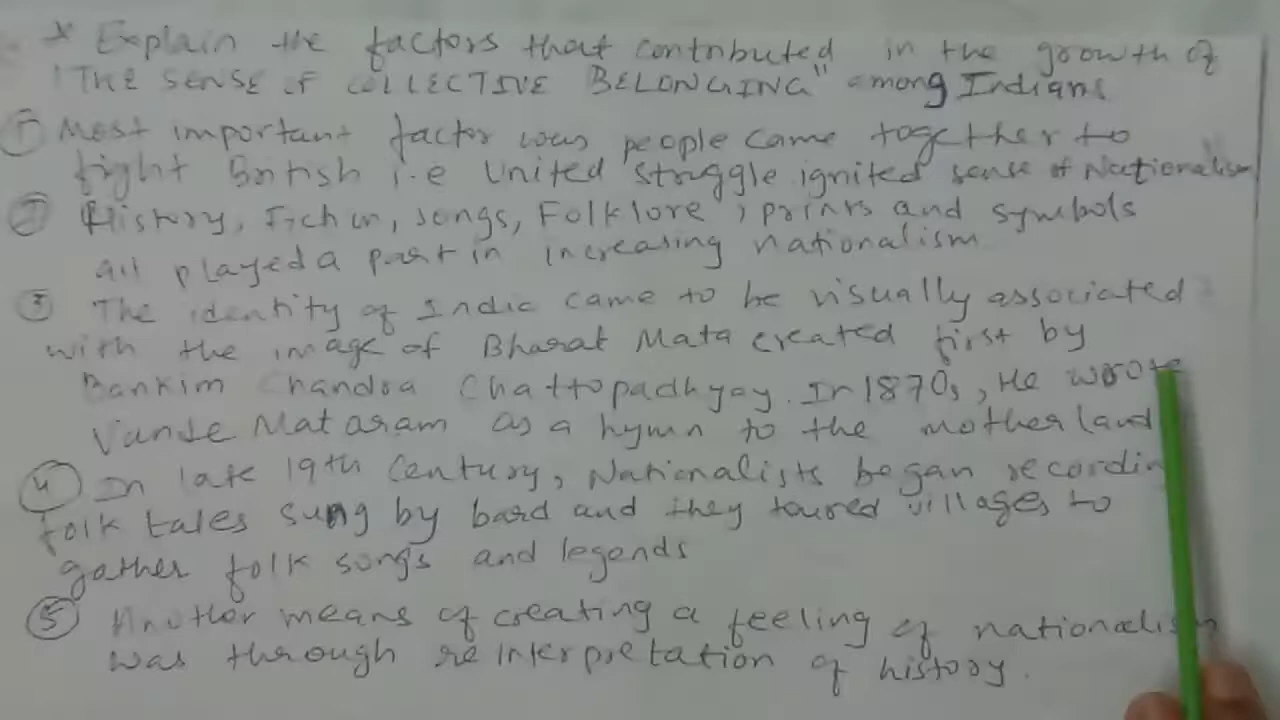 * Explain the factors that contributed in the growth of
"THE SENSE OF COLLECTIVE BELONGING" among Indians
① Most important factor was people came together to
fight British i.e United struggle ignited sense of Nationalism
② History, Fiction, songs, Folklore, prints and symbols
all played a part in increasing nationalism
③ The identity of India came to be visually associated
with the image of Bharat Mata created first by
Bankim Chandra Chattopadhyay. In 1870s, He wrote
Vande Mataram as a hymn to the motherland
④ In late 19th Century, Nationalists began recordin
folk tales sung by bard and they toured villages to
gather folk songs and legends
⑤ Another means of creating a feeling of nationalism
was through reinterpretation of history.